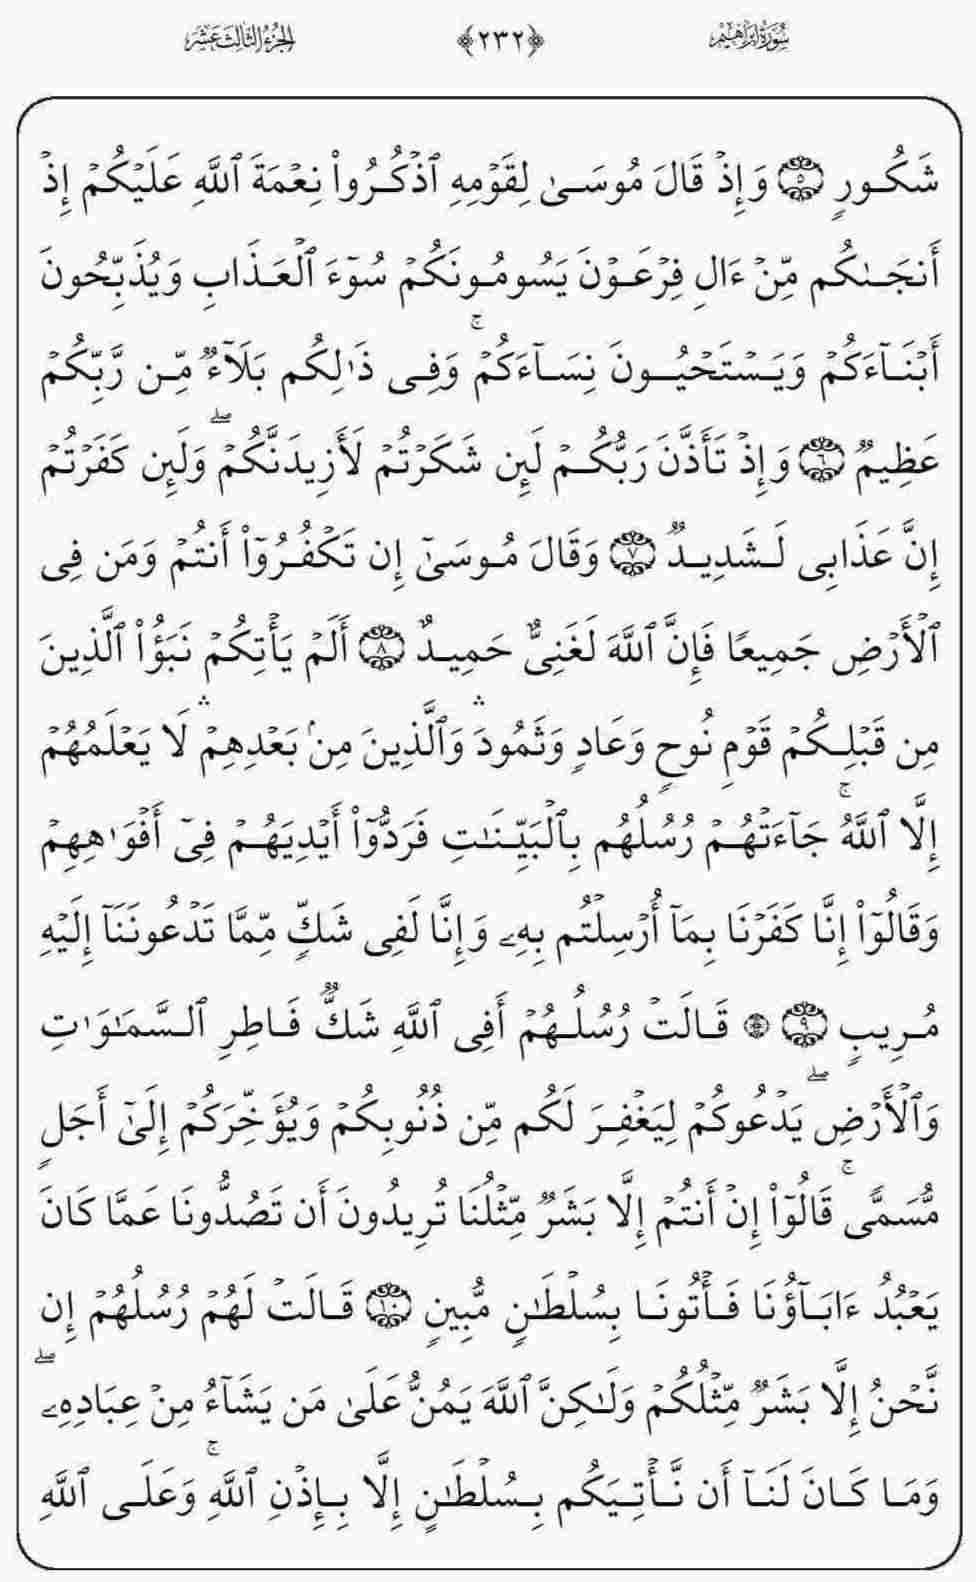 سُورَةُ إِبْرَاهِيمَ ﴿٢٣٢﴾ الجُزْءُ الثَّالِثَ عَشَرَ
شَكُورٍ ٥ وَإِذْ قَالَ مُوسَىٰ لِقَوْمِهِ ٱذْكُرُوا۟ نِعْمَةَ ٱللَّهِ عَلَيْكُمْ إِذْ
أَنجَىٰكُم مِّنْ ءَالِ فِرْعَوْنَ يَسُومُونَكُمْ سُوٓءَ ٱلْعَذَابِ وَيُذَبِّحُونَ
أَبْنَآءَكُمْ وَيَسْتَحْيُونَ نِسَآءَكُمْ ۚ وَفِى ذَٰلِكُم بَلَآءٌ مِّن رَّبِّكُمْ
عَظِيمٌ ٦ وَإِذْ تَأَذَّنَ رَبُّكُمْ لَئِن شَكَرْتُمْ لَأَزِيدَنَّكُمْ ۖ وَلَئِن كَفَرْتُمْ
إِنَّ عَذَابِى لَشَدِيدٌ ٧ وَقَالَ مُوسَىٰٓ إِن تَكْفُرُوٓا۟ أَنتُمْ وَمَن فِى
ٱلْأَرْضِ جَمِيعًا فَإِنَّ ٱللَّهَ لَغَنِىٌّ حَمِيدٌ ٨ أَلَمْ يَأْتِكُمْ نَبَؤُا۟ ٱلَّذِينَ
مِن قَبْلِكُمْ قَوْمِ نُوحٍ وَعَادٍ وَثَمُودَ ۛ وَٱلَّذِينَ مِنۢ بَعْدِهِمْ ۛ لَا يَعْلَمُهُمْ
إِلَّا ٱللَّهُ ۚ جَآءَتْهُمْ رُسُلُهُم بِٱلْبَيِّنَٰتِ فَرَدُّوٓا۟ أَيْدِيَهُمْ فِىٓ أَفْوَٰهِهِمْ
وَقَالُوٓا۟ إِنَّا كَفَرْنَا بِمَآ أُرْسِلْتُم بِهِۦ وَإِنَّا لَفِى شَكٍّ مِّمَّا تَدْعُونَنَآ إِلَيْهِ
مُرِيبٍ ٩ ۞ قَالَتْ رُسُلُهُمْ أَفِى ٱللَّهِ شَكٌّ فَاطِرِ ٱلسَّمَٰوَٰتِ
وَٱلْأَرْضِ ۖ يَدْعُوكُمْ لِيَغْفِرَ لَكُم مِّن ذُنُوبِكُمْ وَيُؤَخِّرَكُمْ إِلَىٰٓ أَجَلٍ
مُّسَمًّى ۚ قَالُوٓا۟ إِنْ أَنتُمْ إِلَّا بَشَرٌ مِّثْلُنَا تُرِيدُونَ أَن تَصُدُّونَا عَمَّا كَانَ
يَعْبُدُ ءَابَآؤُنَا فَأْتُونَا بِسُلْطَٰنٍ مُّبِينٍ ١٠ قَالَتْ لَهُمْ رُسُلُهُمْ إِن
نَّحْنُ إِلَّا بَشَرٌ مِّثْلُكُمْ وَلَٰكِنَّ ٱللَّهَ يَمُنُّ عَلَىٰ مَن يَشَآءُ مِنْ عِبَادِهِۦ ۖ
وَمَا كَانَ لَنَآ أَن نَّأْتِيَكُم بِسُلْطَٰنٍ إِلَّا بِإِذْنِ ٱللَّهِ ۚ وَعَلَى ٱللَّهِ